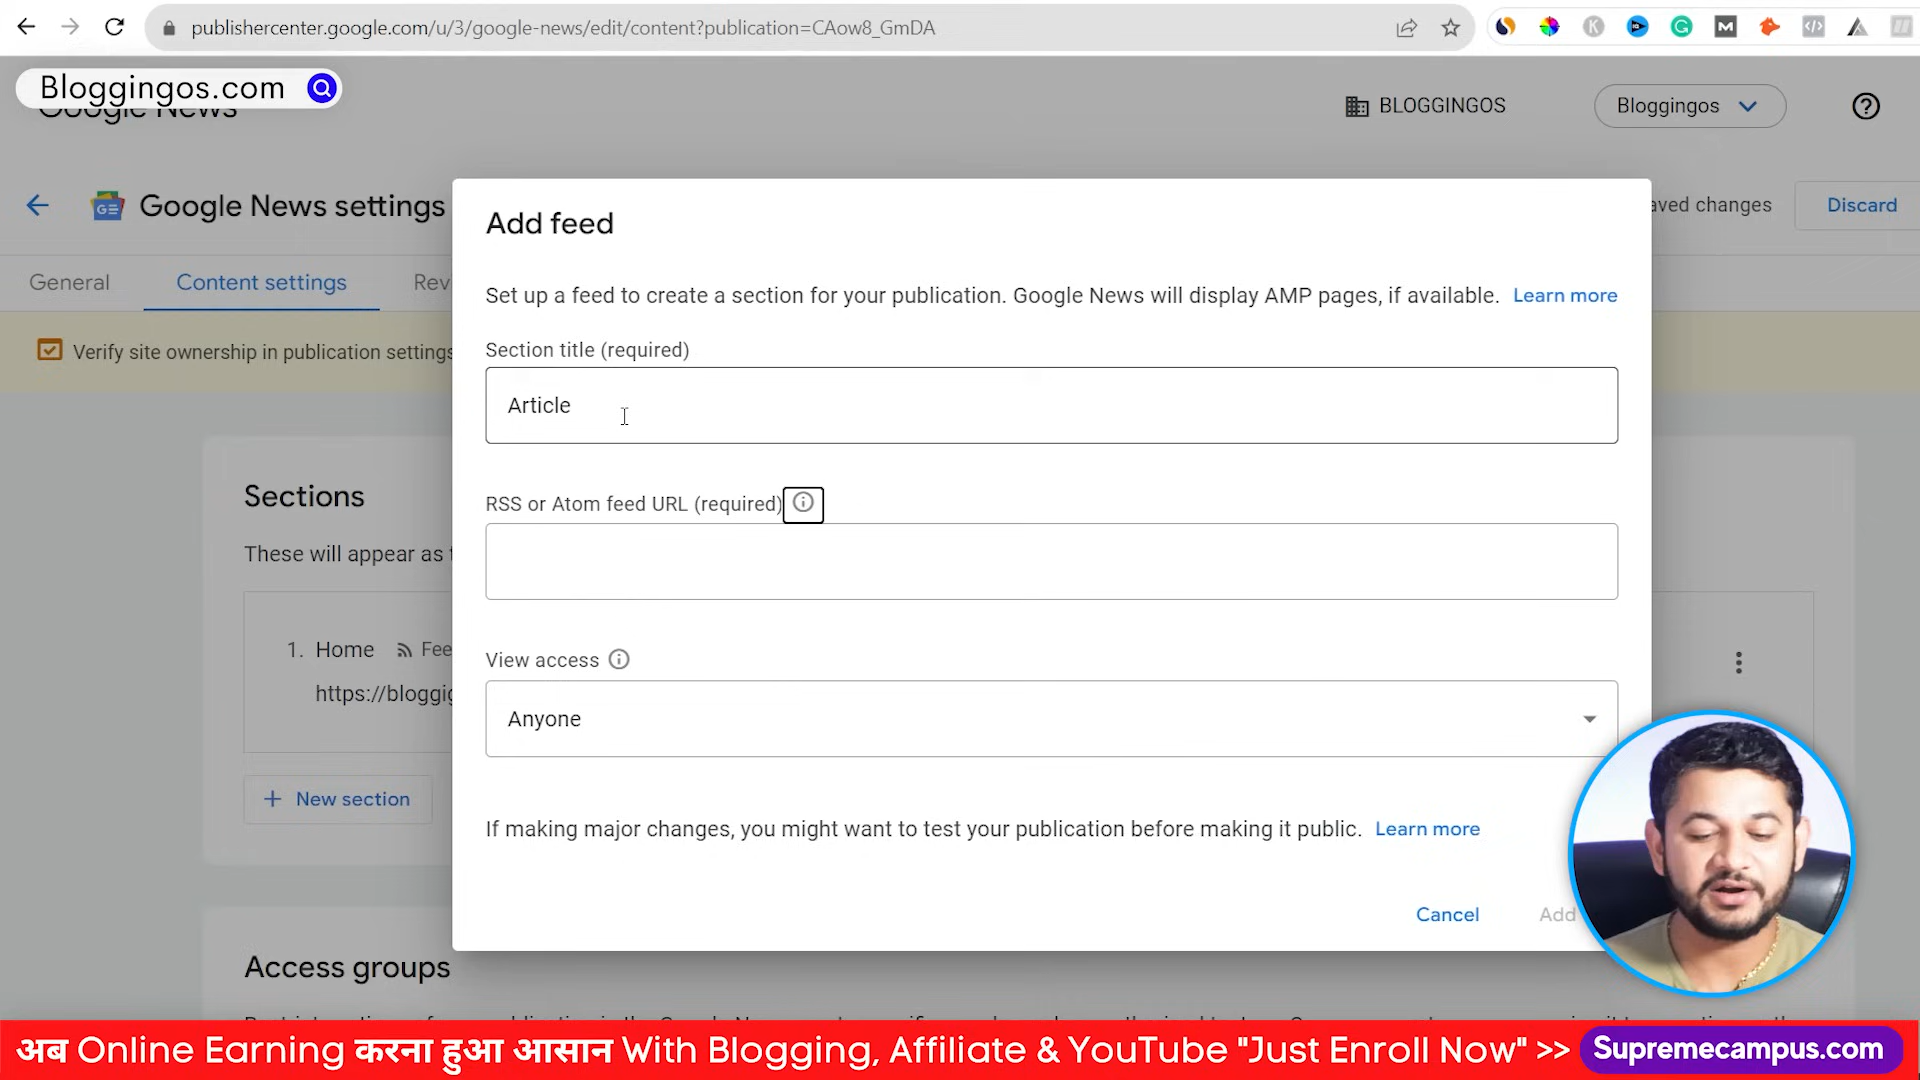 publishercenter.google.com/u/3/google-news/edit/content?publication=CAow8_GmDA
Bloggingos.com
Google News
BLOGGINGOS
Bloggingos
Google News settings
aved changes
Discard
General
Content settings
Rev
Verify site ownership in publication settings
Add feed
Set up a feed to create a section for your publication. Google News will display AMP pages, if available. Learn more
Section title (required)
Article
RSS or Atom feed URL (required)
View access
Anyone
If making major changes, you might want to test your publication before making it public. Learn more
Cancel
Add
Sections
These will appear as
1. Home
Fee
https://bloggig
+ New section
Access groups
अब Online Earning करना हुआ आसान With Blogging, Affiliate & YouTube "Just Enroll Now" >> Supremecampus.com